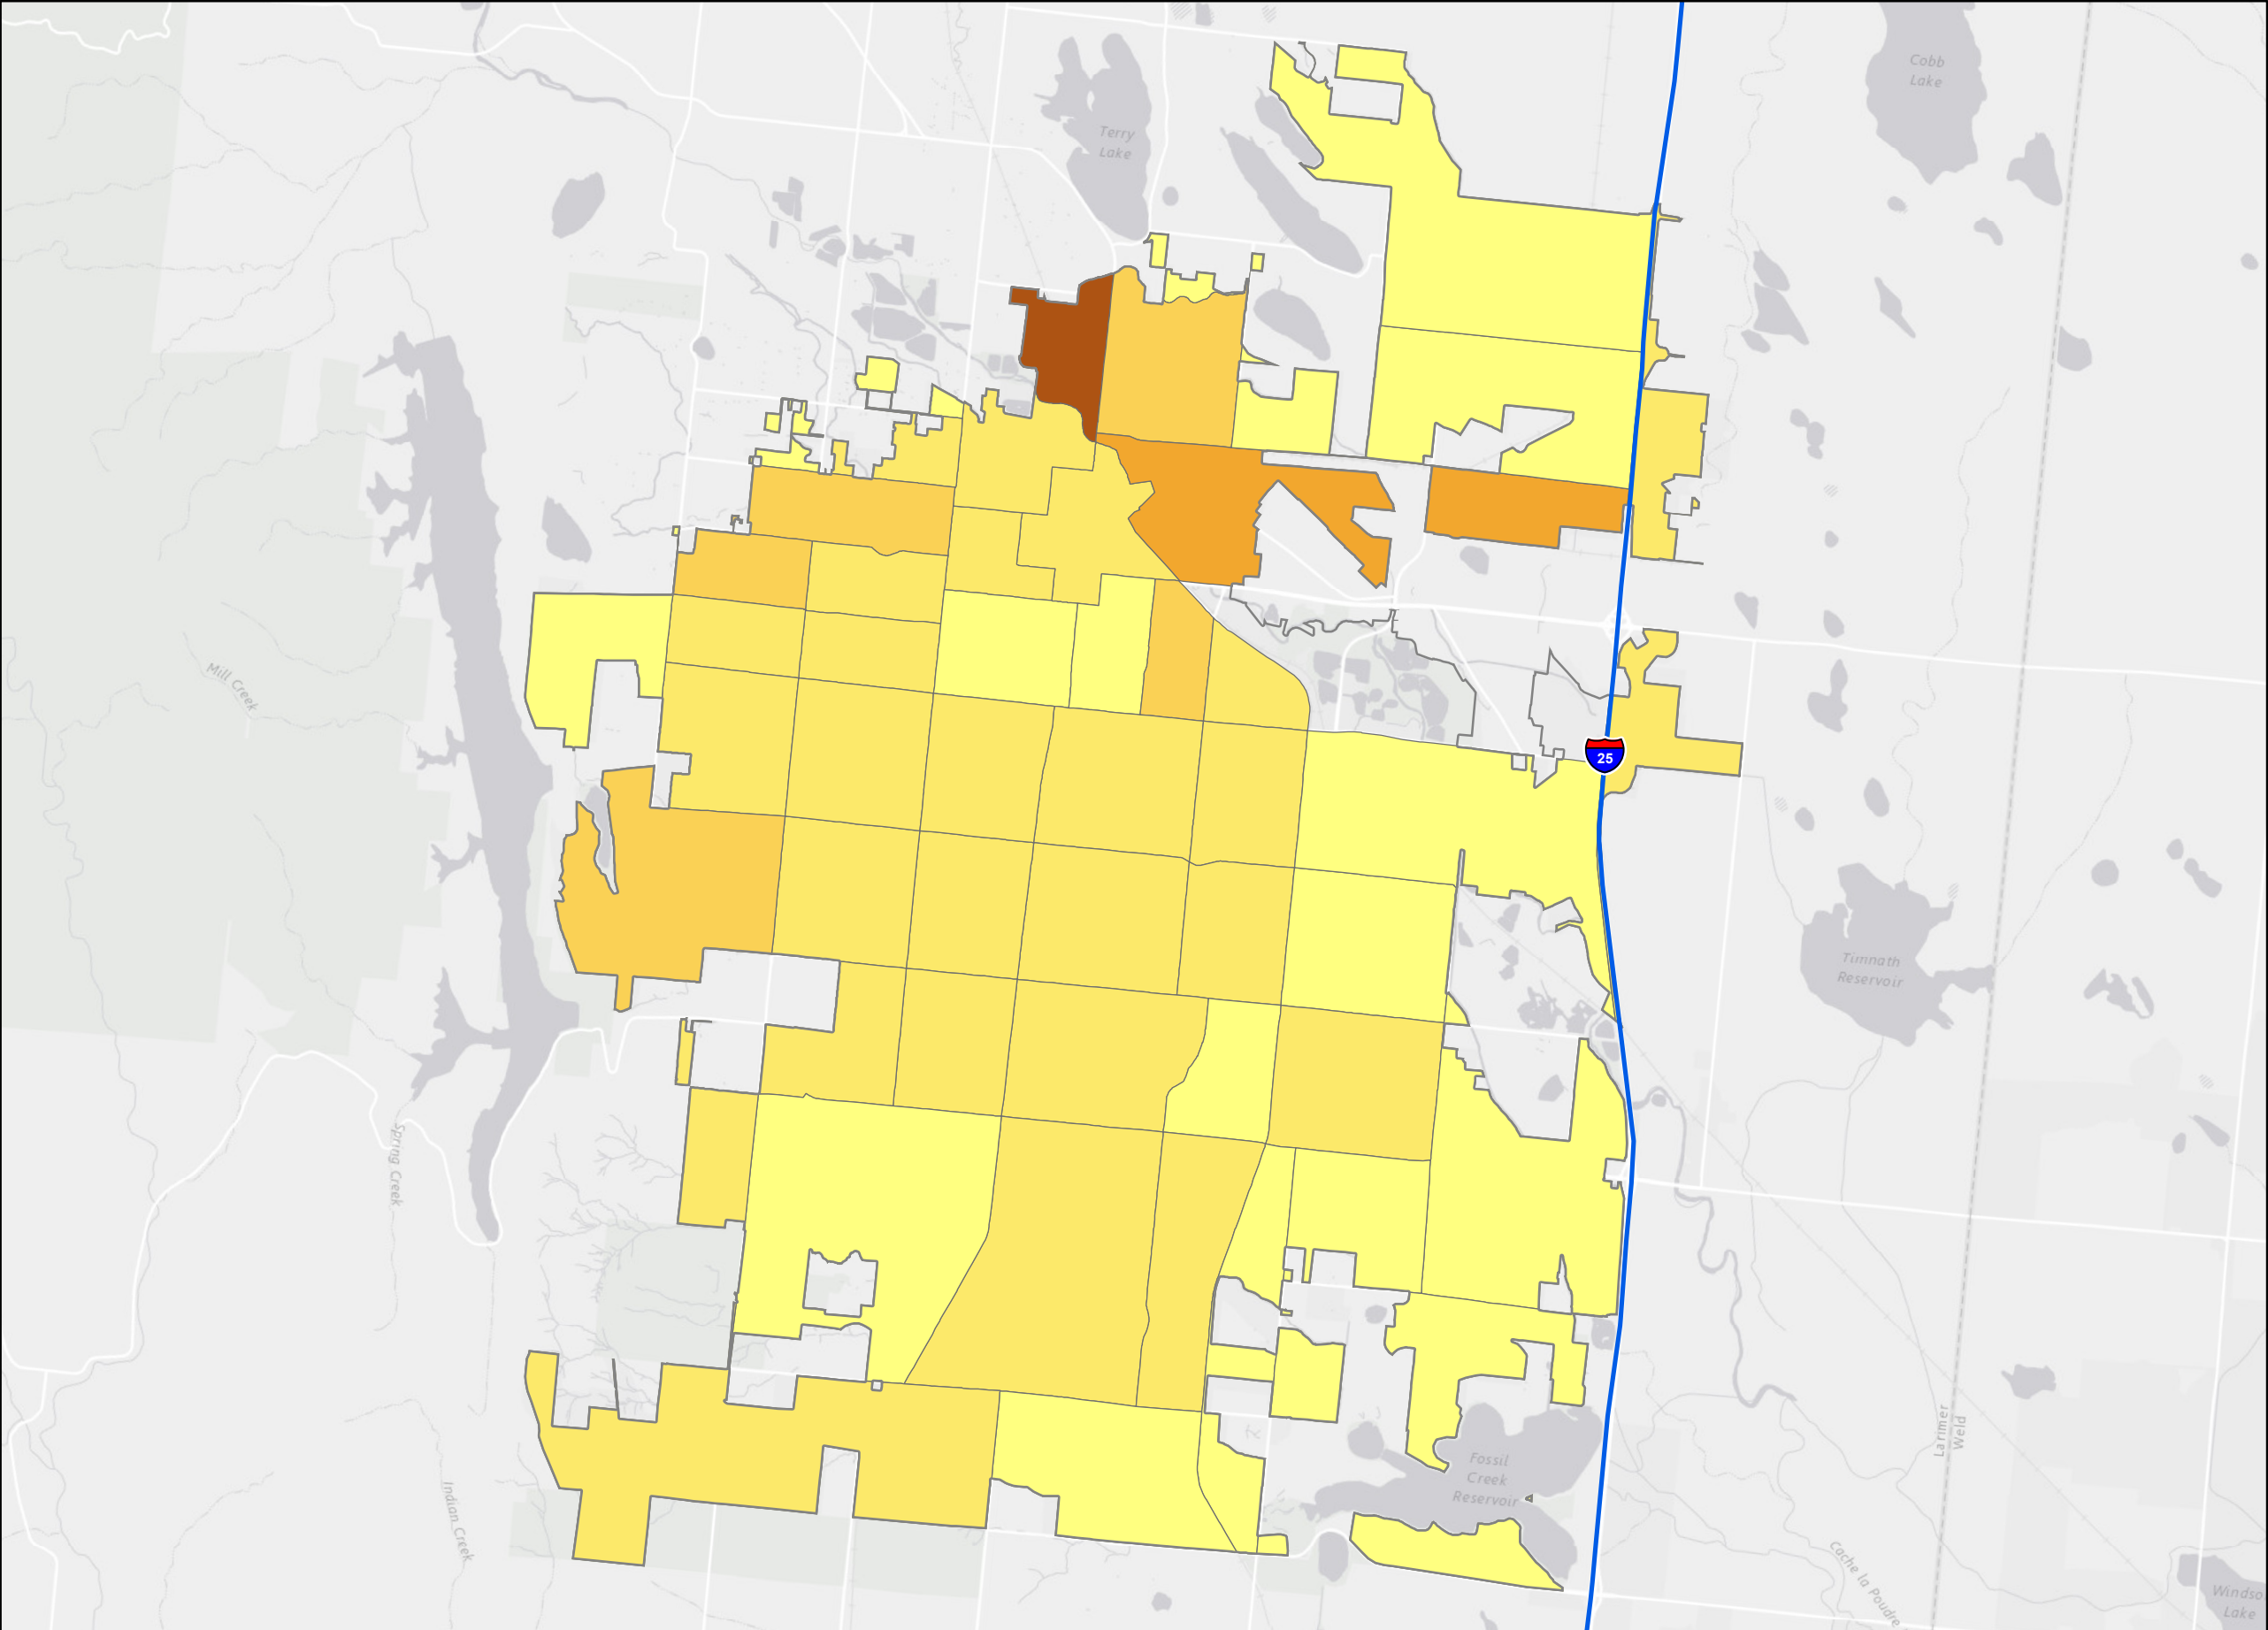 Cobb
Lake
Terry
Lake
Mill Creek
25
Timnath
Reservoir
Spring Creek
Larimer
Weld
Fossil
Creek
Reservoir
Indian Creek
Cache la Poudre
Windso
Lake